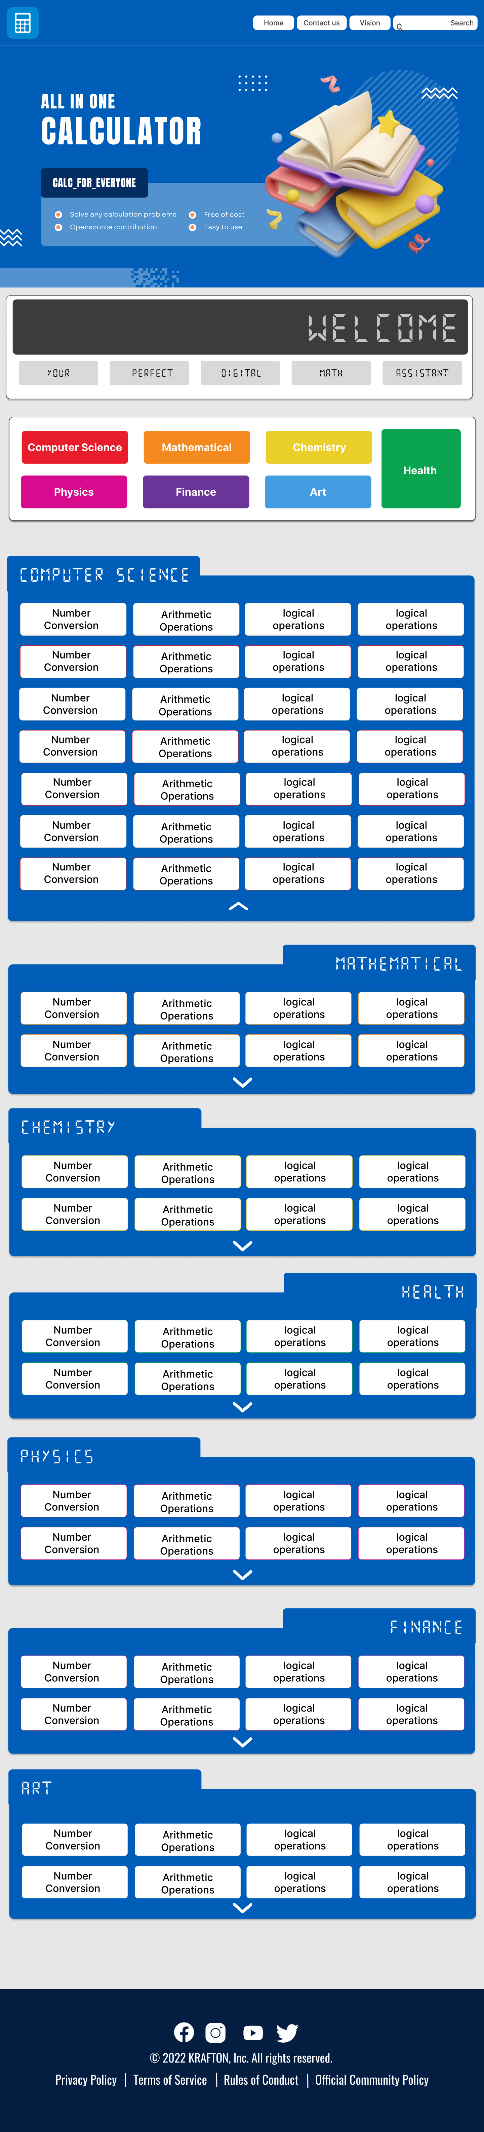 Home Contact us Vision Search
ALL IN ONE
CALCULATOR
CALC_FOR_EVERYONE
Solve any calculation problems Free of cost
Opensource contribution Easy to use
WELCOME
YOUR PERFECT DIGITAL MATH ASSISTANT
Computer Science Mathematical Chemistry Health
Physics Finance Art
COMPUTER SCIENCE
Number Arithmetic logical logical
Conversion Operations operations operations
Number Arithmetic logical logical
Conversion Operations operations operations
Number Arithmetic logical logical
Conversion Operations operations operations
Number Arithmetic logical logical
Conversion Operations operations operations
Number Arithmetic logical logical
Conversion Operations operations operations
Number Arithmetic logical logical
Conversion Operations operations operations
Number Arithmetic logical logical
Conversion Operations operations operations
MATHEMATICAL
Number Arithmetic logical logical
Conversion Operations operations operations
Number Arithmetic logical logical
Conversion Operations operations operations
CHEMISTRY
Number Arithmetic logical logical
Conversion Operations operations operations
Number Arithmetic logical logical
Conversion Operations operations operations
HEALTH
Number Arithmetic logical logical
Conversion Operations operations operations
Number Arithmetic logical logical
Conversion Operations operations operations
PHYSICS
Number Arithmetic logical logical
Conversion Operations operations operations
Number Arithmetic logical logical
Conversion Operations operations operations
FINANCE
Number Arithmetic logical logical
Conversion Operations operations operations
Number Arithmetic logical logical
Conversion Operations operations operations
ART
Number Arithmetic logical logical
Conversion Operations operations operations
Number Arithmetic logical logical
Conversion Operations operations operations
© 2022 KRAFTON, Inc. All rights reserved.
Privacy Policy | Terms of Service | Rules of Conduct | Official Community Policy